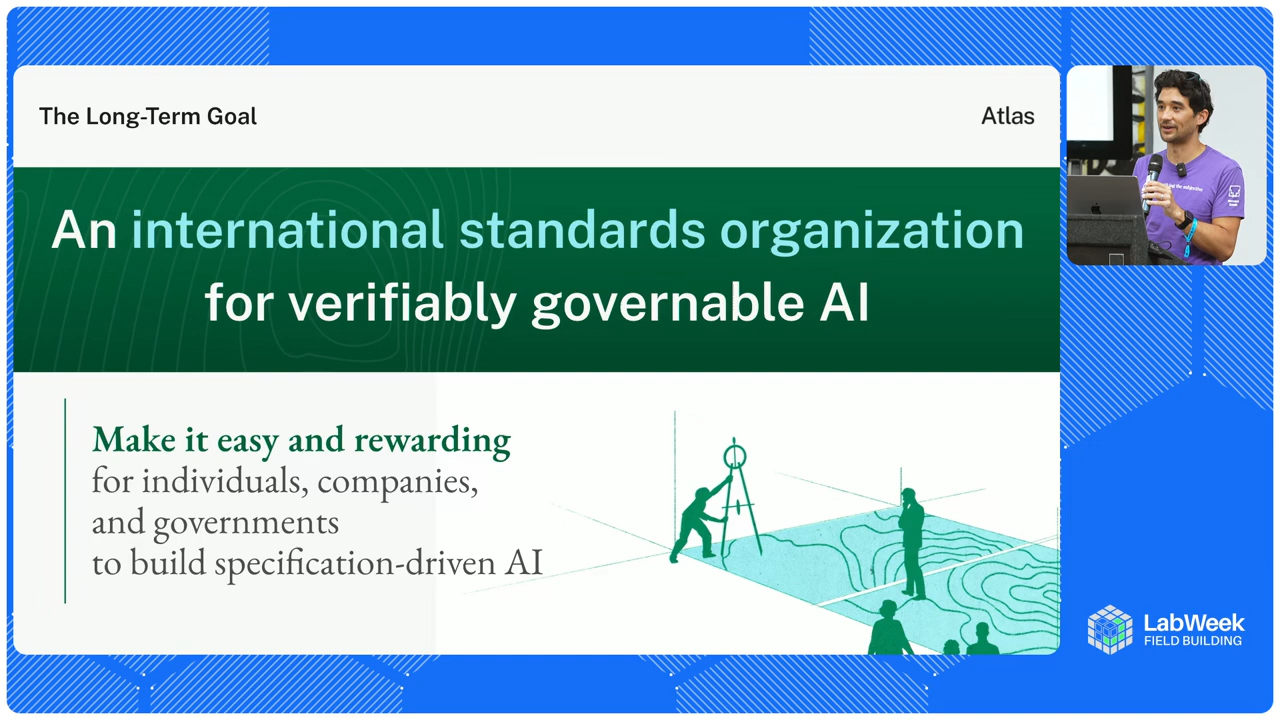 The Long-Term Goal
Atlas
An international standards organization
for verifiably governable AI
Make it easy and rewarding
for individuals, companies,
and governments
to build specification-driven AI
LabWeek
FIELD BUILDING